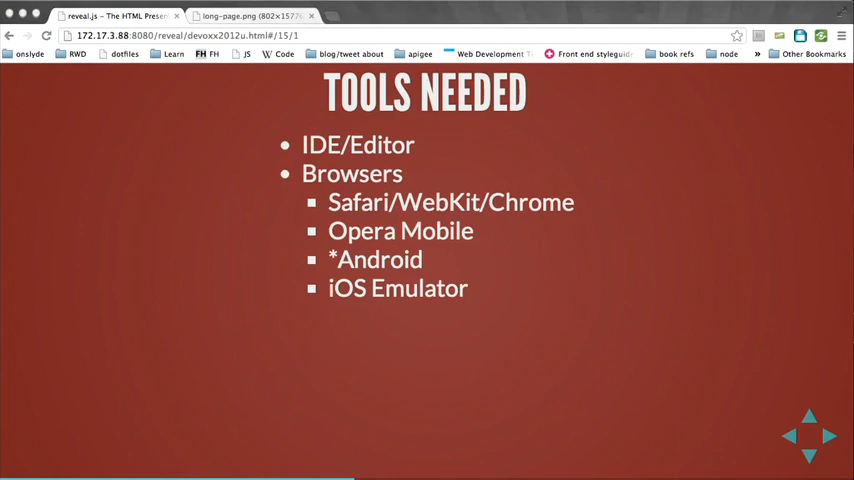 reveal.js – The HTML Presen
long-page.png (802×1577
172.17.3.88:8080/reveal/devoxx2012u.html#/15/1
onslyde
RWD
dotfiles
Learn
FH FH
JS
W Code
blog/tweet about
apigee
Web Development T
Front end styleguid
book refs
node
»
Other Bookmarks
TOOLS NEEDED
• IDE/Editor
• Browsers
▪ Safari/WebKit/Chrome
▪ Opera Mobile
▪ *Android
▪ iOS Emulator